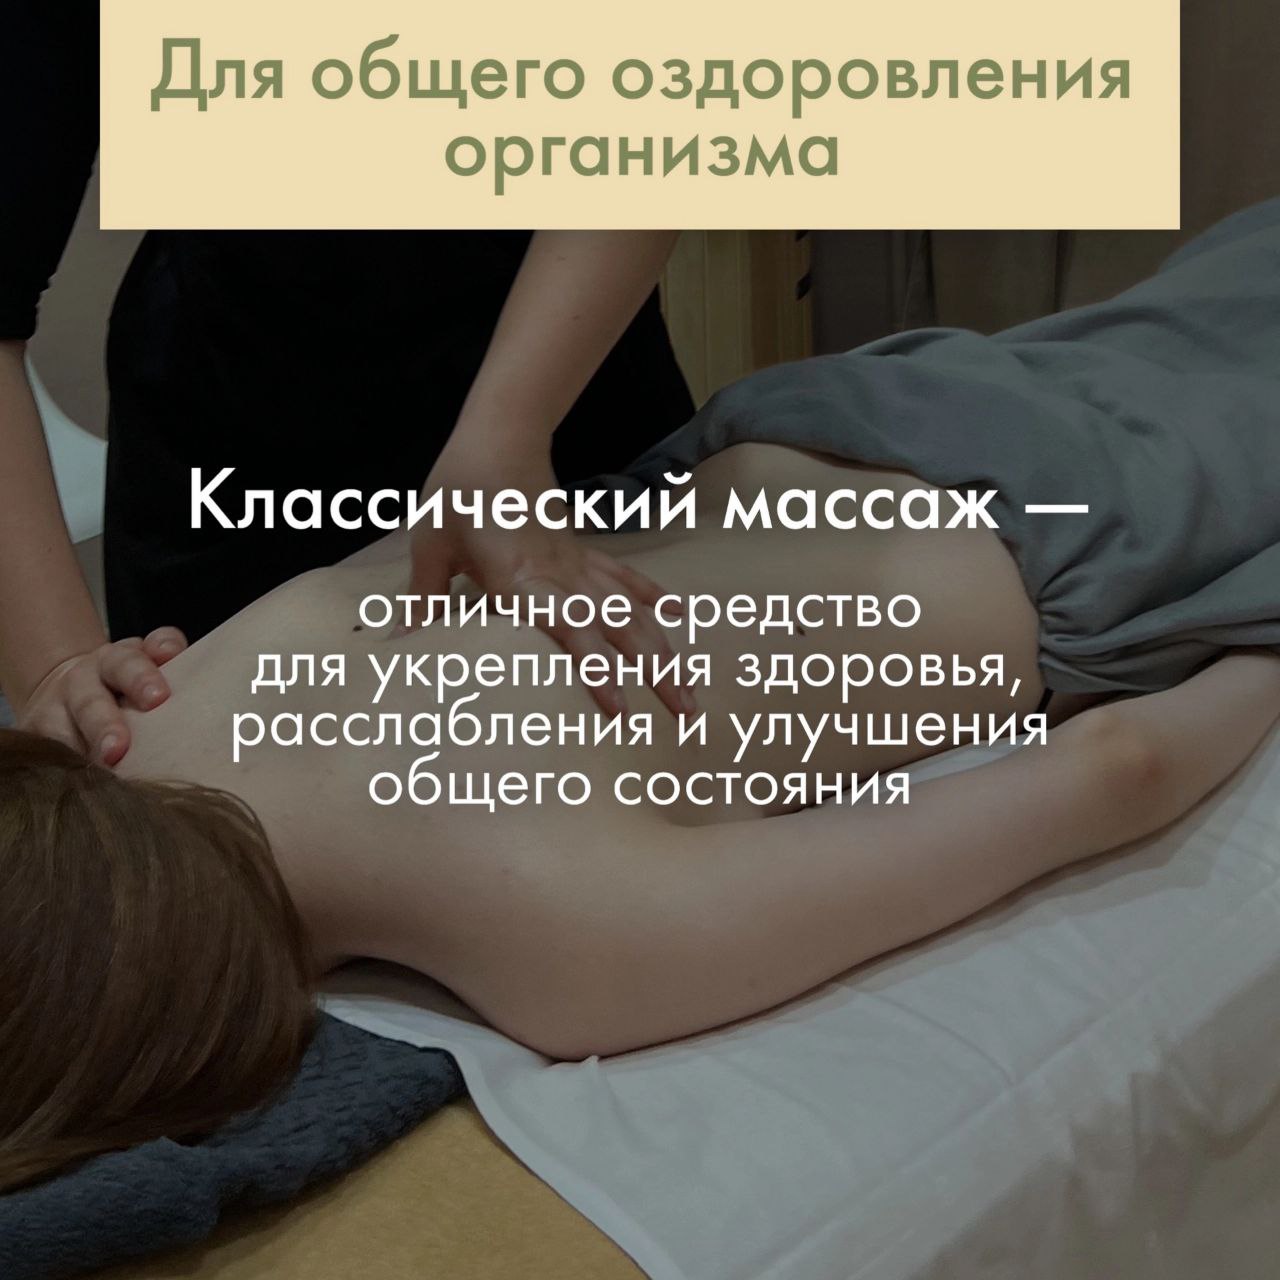 Для общего оздоровления
организма
Классический массаж —
отличное средство
для укрепления здоровья,
расслабления и улучшения
общего состояния